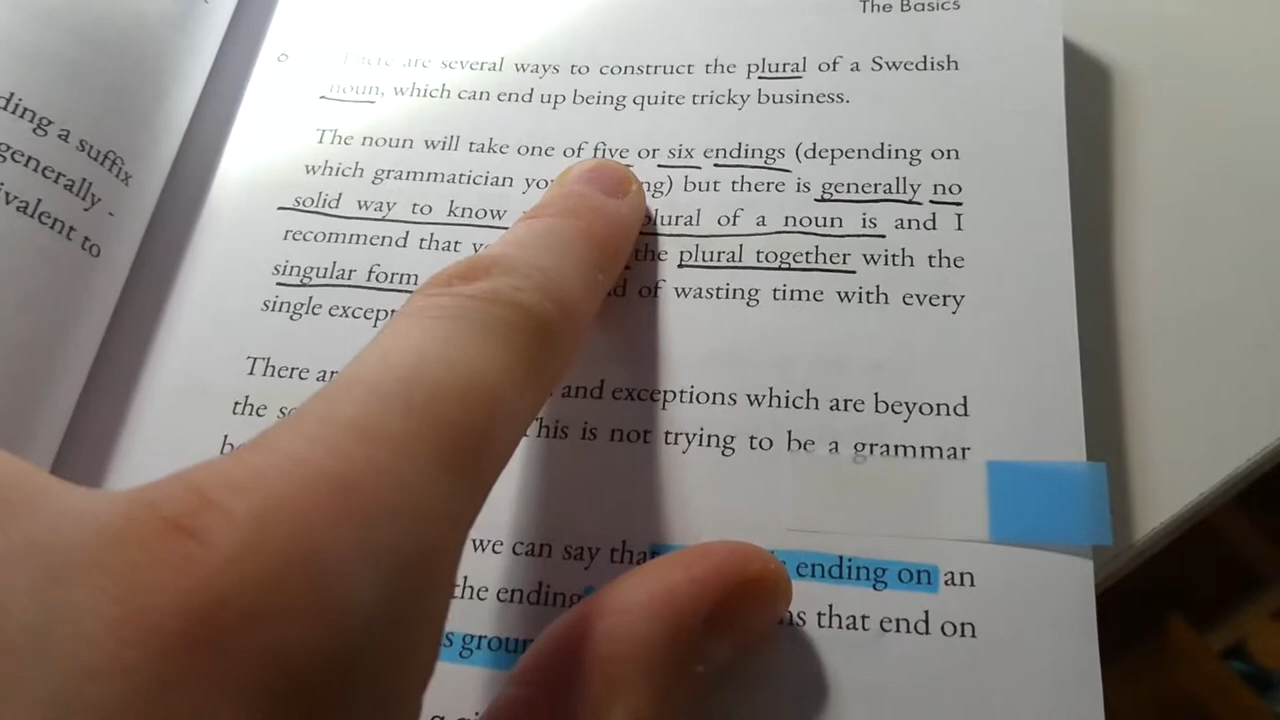 The Basics
ding a suffix
generally -
ivalent to
6
There are several ways to construct the plural of a Swedish
noun, which can end up being quite tricky business.
The noun will take one of five or six endings (depending on
which grammatician yo ng) but there is generally no
solid way to know plural of a noun is and I
recommend that y the plural together with the
singular form d of wasting time with every
single excep
There ar and exceptions which are beyond
the sc This is not trying to be a grammar
b
we can say tha ending on an
the ending ns that end on
s grou